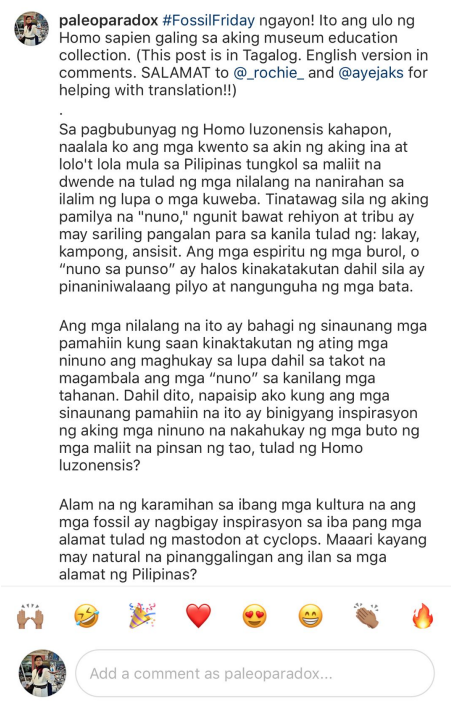 paleoparadox #FossilFriday ngayon! Ito ang ulo ng
Homo sapien galing sa aking museum education
collection. (This post is in Tagalog. English version in
comments. SALAMAT to @_rochie_ and @ayejaks for
helping with translation!!)
.
Sa pagbubunyag ng Homo luzonensis kahapon,
naalala ko ang mga kwento sa akin ng aking ina at
lolo't lola mula sa Pilipinas tungkol sa maliit na
dwende na tulad ng mga nilalang na nanirahan sa
ilalim ng lupa o mga kuweba. Tinatawag sila ng aking
pamilya na "nuno," ngunit bawat rehiyon at tribu ay
may sariling pangalan para sa kanila tulad ng: lakay,
kampong, ansisit. Ang mga espiritu ng mga burol, o
“nuno sa punso” ay halos kinakatakutan dahil sila ay
pinaniniwalaang pilyo at nangunguha ng mga bata.
Ang mga nilalang na ito ay bahagi ng sinaunang mga
pamahiin kung saan kinaktakutan ng ating mga
ninuno ang maghukay sa lupa dahil sa takot na
magambala ang mga “nuno” sa kanilang mga
tahanan. Dahil dito, napaisip ako kung ang mga
sinaunang pamahiin na ito ay binigyang inspirasyon
ng aking mga ninuno na nakahukay ng mga buto ng
mga maliit na pinsan ng tao, tulad ng Homo
luzonensis?
Alam na ng karamihan sa ibang mga kultura na ang
mga fossil ay nagbigay inspirasyon sa iba pang mga
alamat tulad ng mastodon at cyclops. Maaari kayang
may natural na pinanggalingan ang ilan sa mga
alamat ng Pilipinas?
Add a comment as paleoparadox...